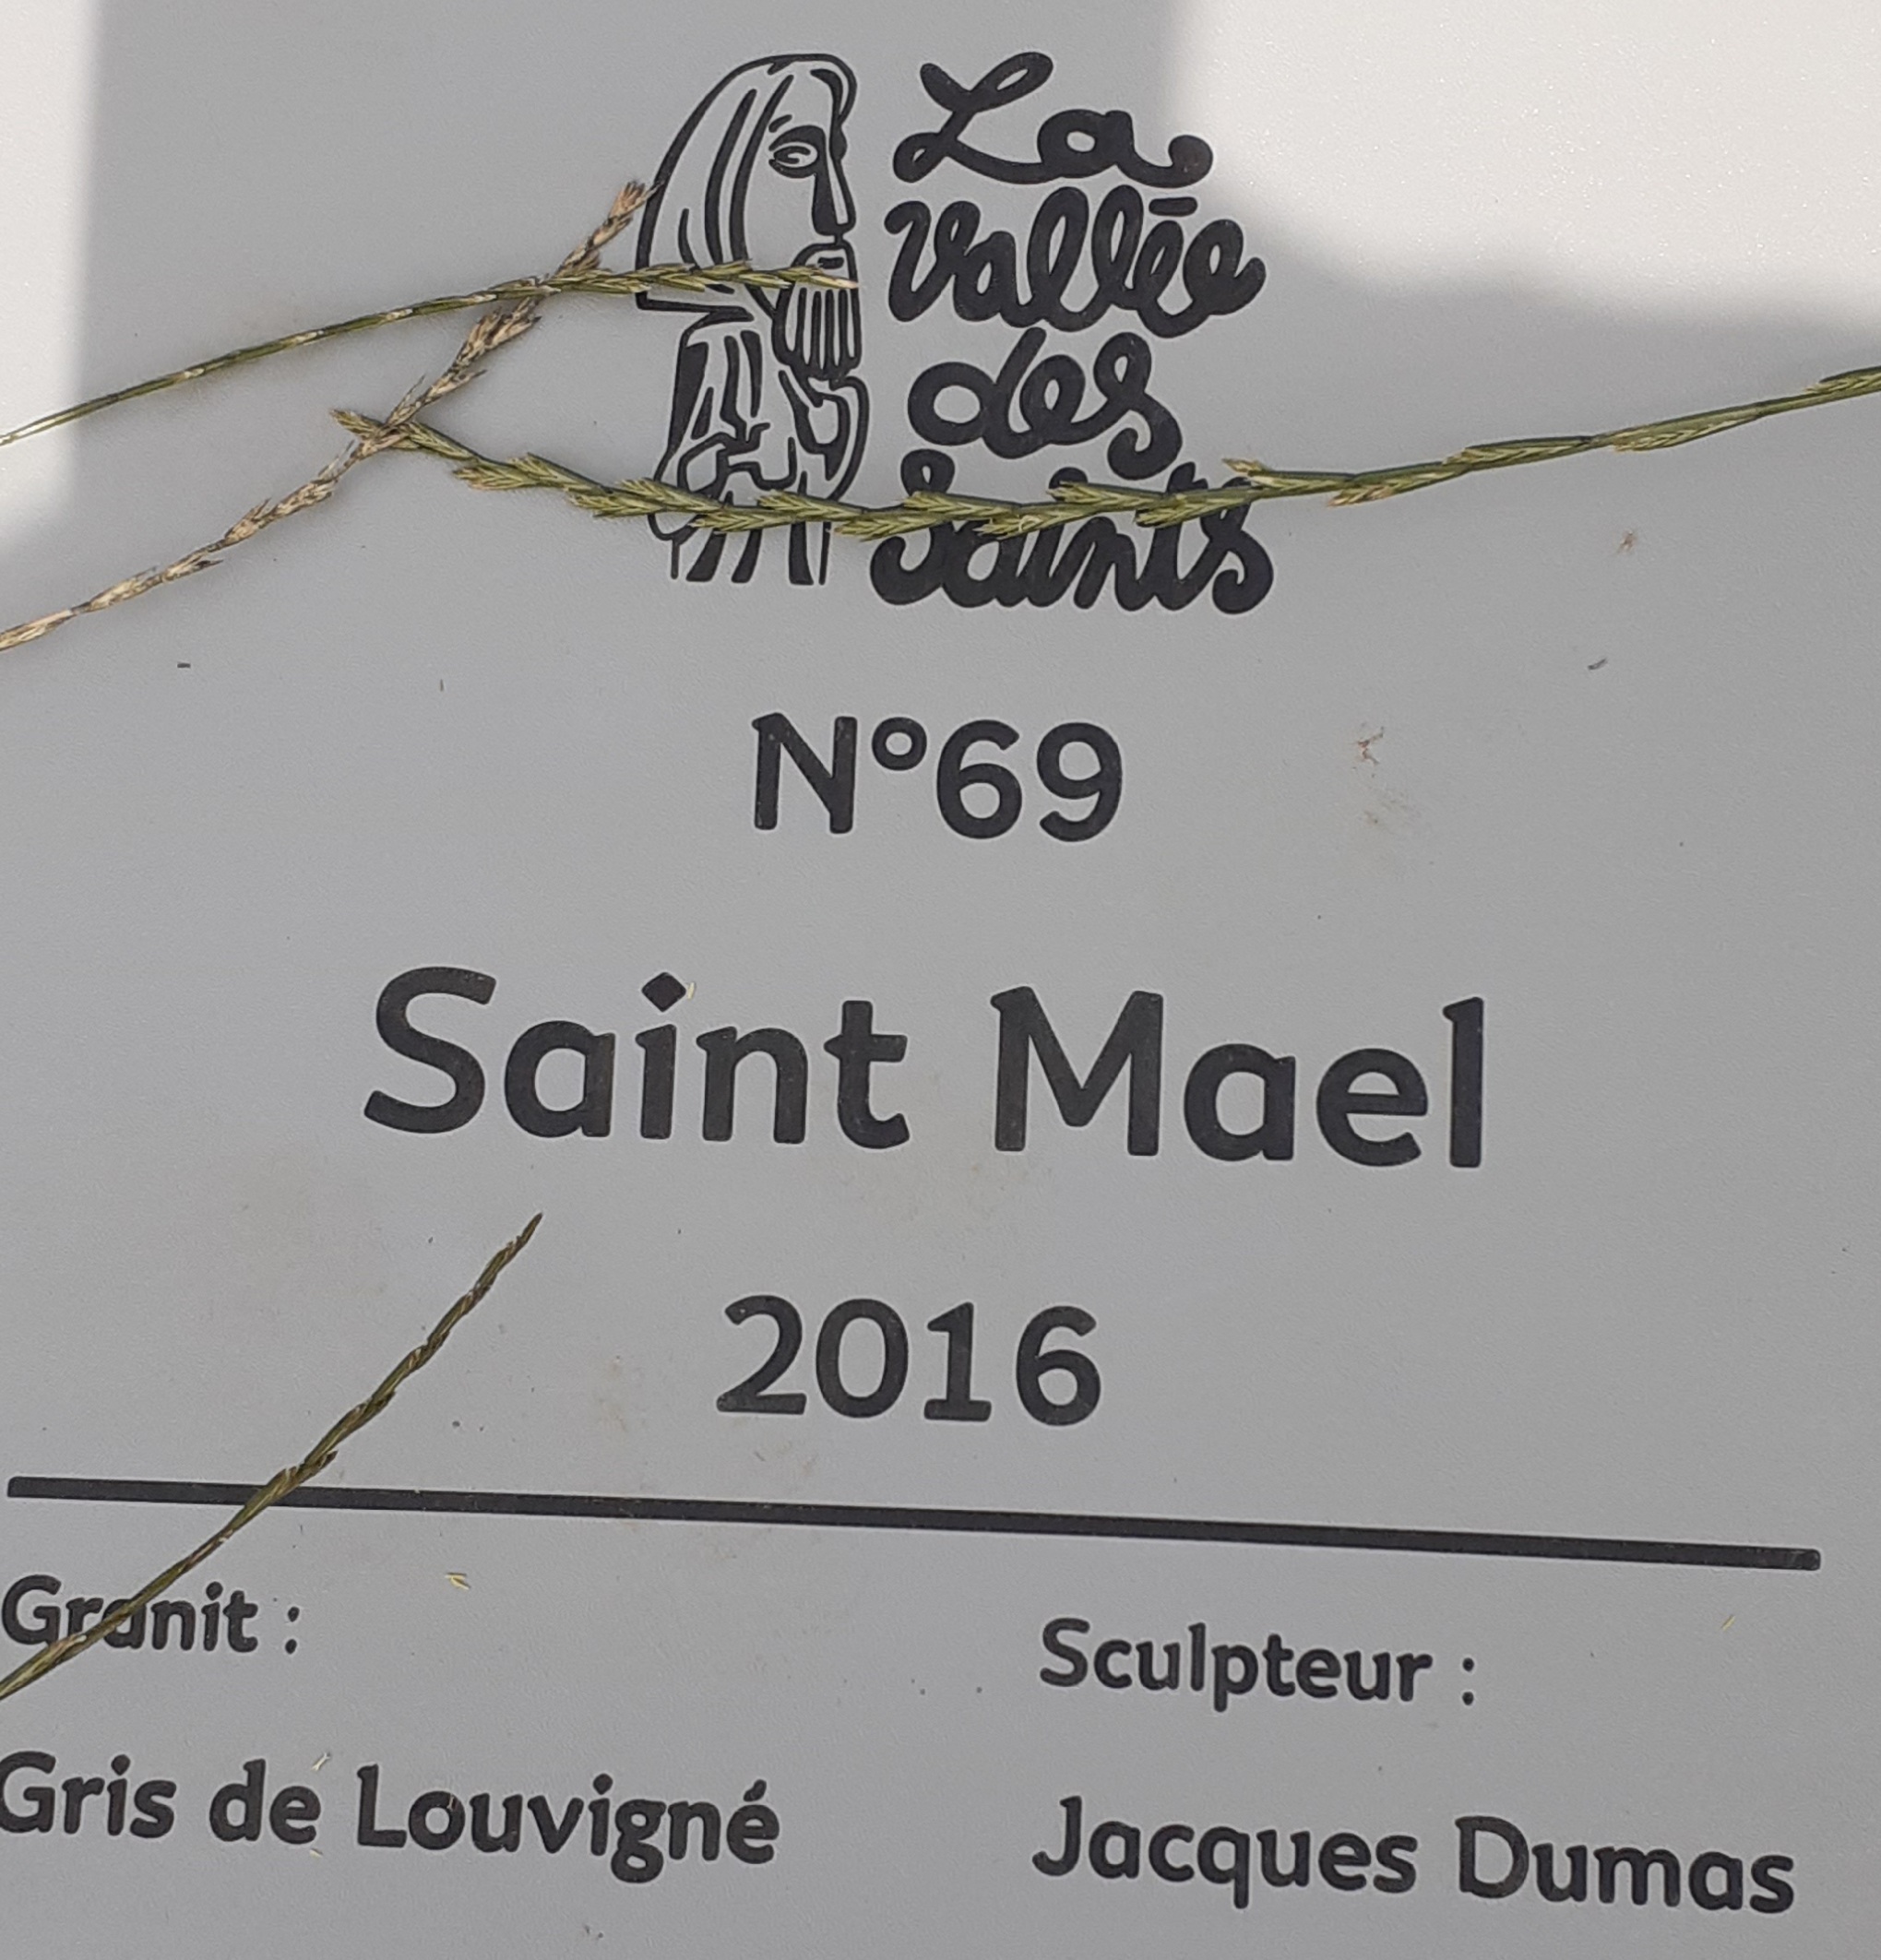 La
vallée
des
Saints
N°69
Saint Mael
2016
Granit :
Sculpteur :
Gris de Louvigné
Jacques Dumas